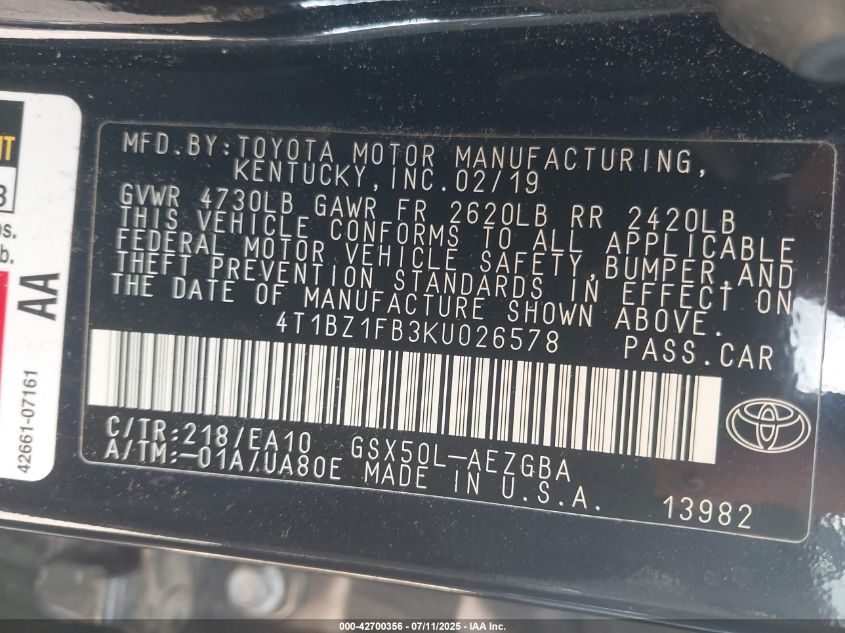 MFD.BY:TOYOTA MOTOR MANUFACTURING,
KENTUCKY,INC.02/19
GVWR 4730LB GAWR FR 2620LB RR 2420LB
THIS VEHICLE CONFORMS TO ALL APPLICABLE
FEDERAL MOTOR VEHICLE SAFETY,BUMPER,AND
THEFT PREVENTION STANDARDS IN EFFECT ON
THE DATE OF MANUFACTURE SHOWN ABOVE.
4T1BZ1FB3KU026578 PASS.CAR
C/TR:218/EA10 GSX50L-AEZGBA
A/TM:-01A/UA80E MADE IN U.S.A.
13982
AA
42661-07161
000-42700356 - 07/11/2025 - IAA Inc.